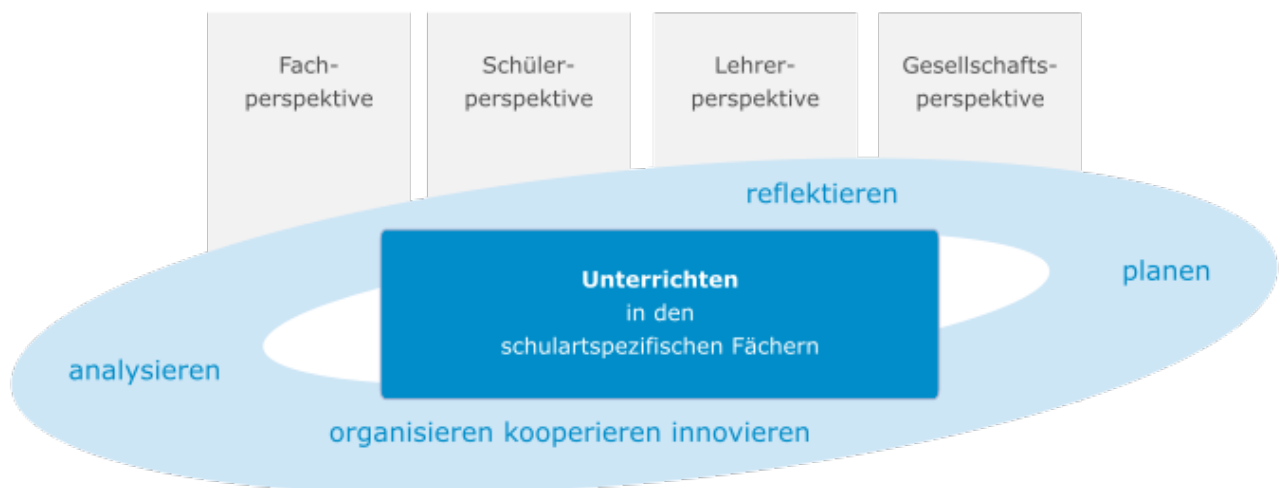 Fach-
perspektive
Schüler-
perspektive
Lehrer-
perspektive
Gesellschafts-
perspektive
reflektieren
planen
Unterrichten
in den
schulartspezifischen Fächern
analysieren
organisieren kooperieren innovieren